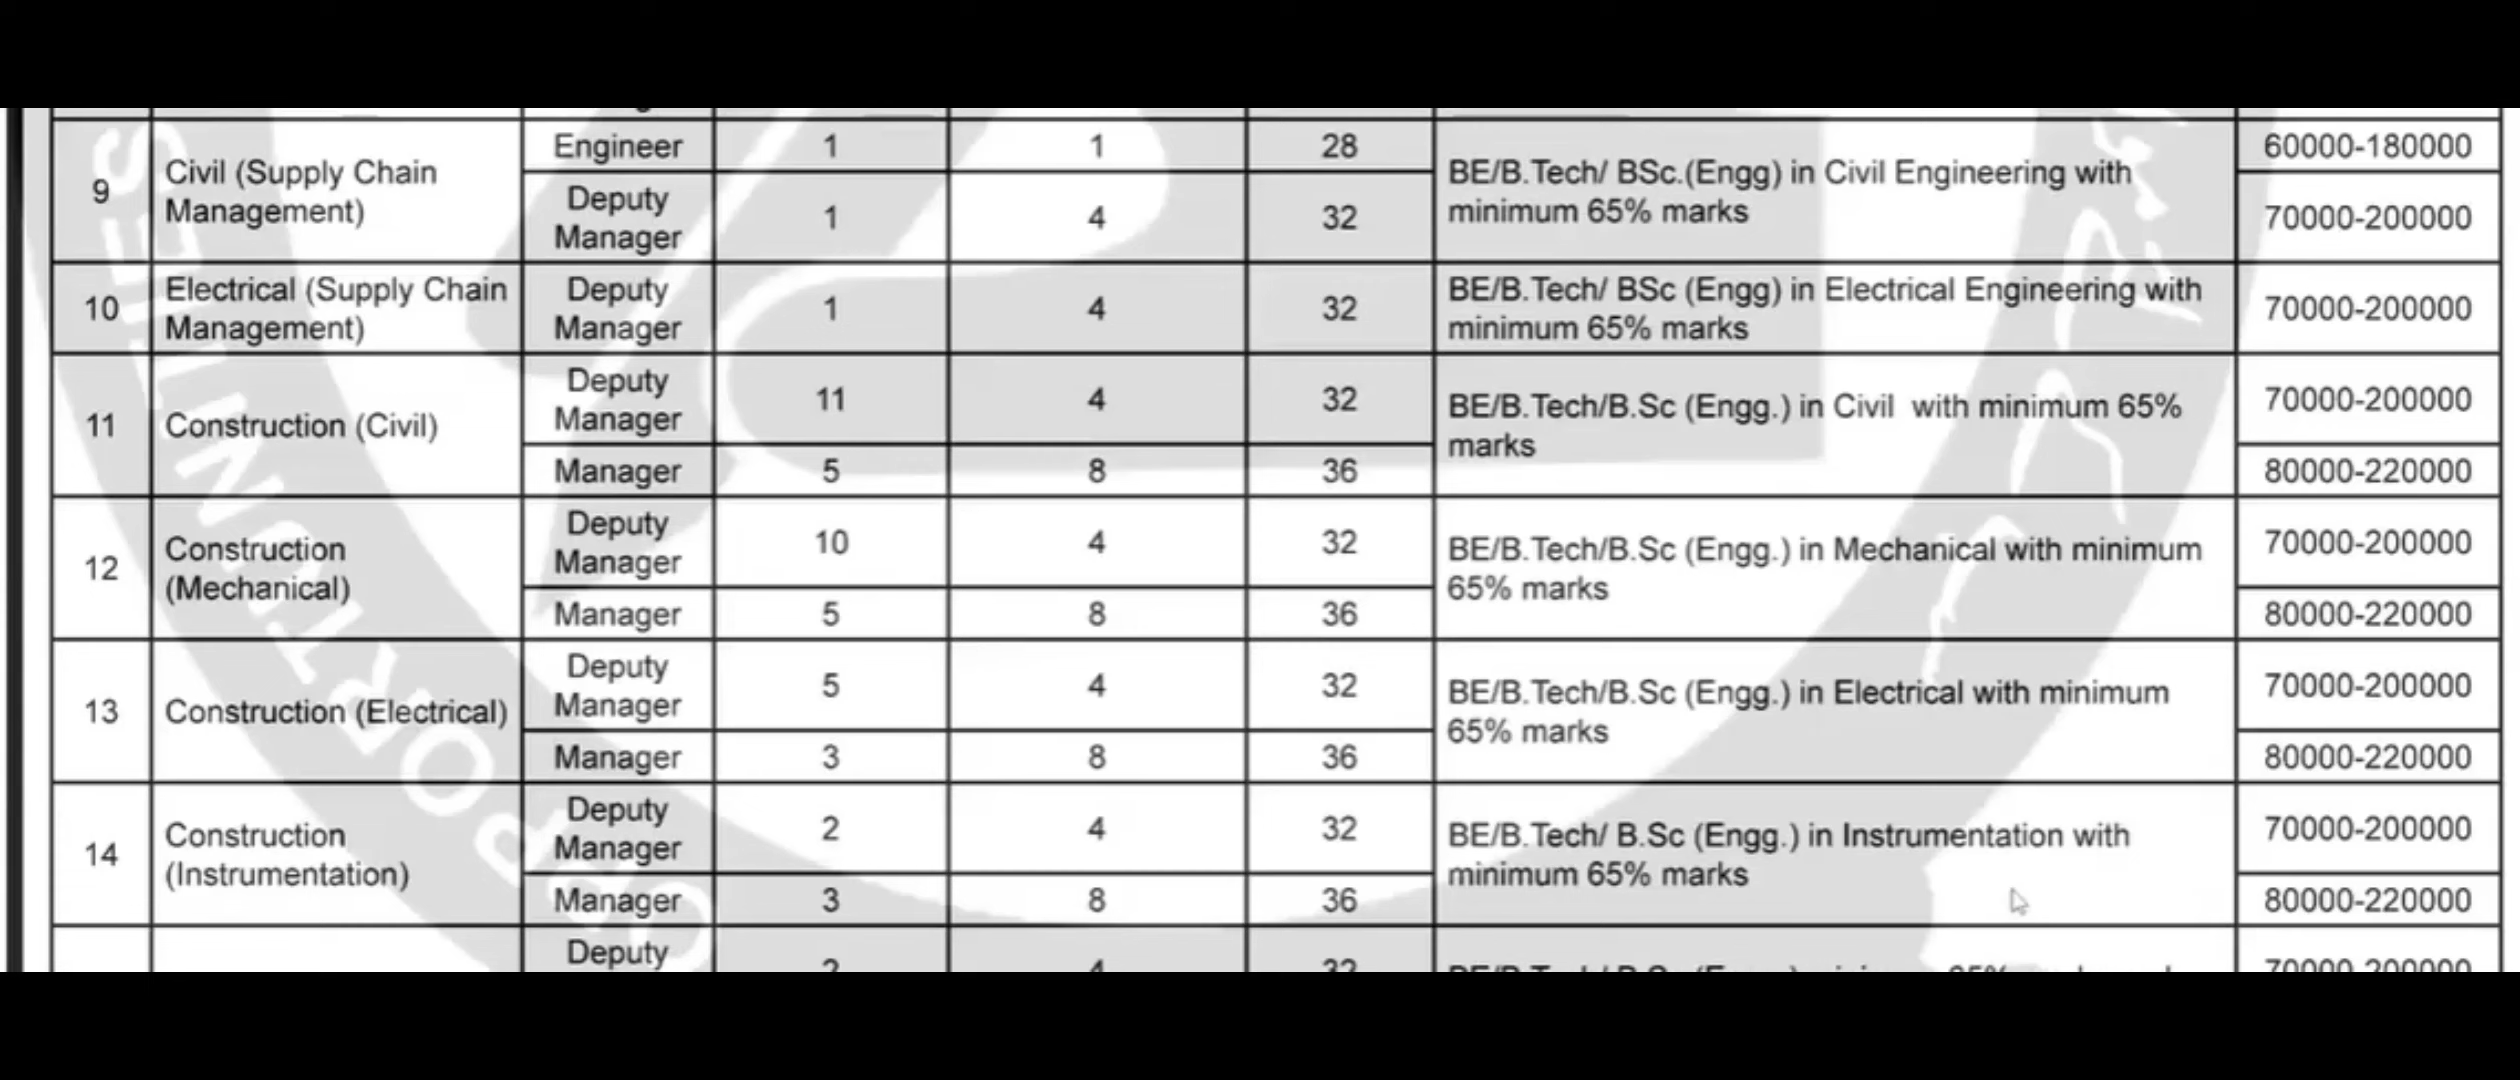 9
Civil (Supply Chain
Management)
Engineer
1
1
28
BE/B.Tech/ BSc.(Engg) in Civil Engineering with
minimum 65% marks
60000-180000
Deputy
Manager
1
4
32
70000-200000
10
Electrical (Supply Chain
Management)
Deputy
Manager
1
4
32
BE/B.Tech/ BSc (Engg) in Electrical Engineering with
minimum 65% marks
70000-200000
11
Construction (Civil)
Deputy
Manager
11
4
32
BE/B.Tech/B.Sc (Engg.) in Civil with minimum 65%
marks
70000-200000
Manager
5
8
36
80000-220000
12
Construction
(Mechanical)
Deputy
Manager
10
4
32
BE/B.Tech/B.Sc (Engg.) in Mechanical with minimum
65% marks
70000-200000
Manager
5
8
36
80000-220000
13
Construction (Electrical)
Deputy
Manager
5
4
32
BE/B.Tech/B.Sc (Engg.) in Electrical with minimum
65% marks
70000-200000
Manager
3
8
36
80000-220000
14
Construction
(Instrumentation)
Deputy
Manager
2
4
32
BE/B.Tech/ B.Sc (Engg.) in Instrumentation with
minimum 65% marks
70000-200000
Manager
3
8
36
80000-220000
Deputy
2
4
32
70000-200000
OPPORTUNITIES